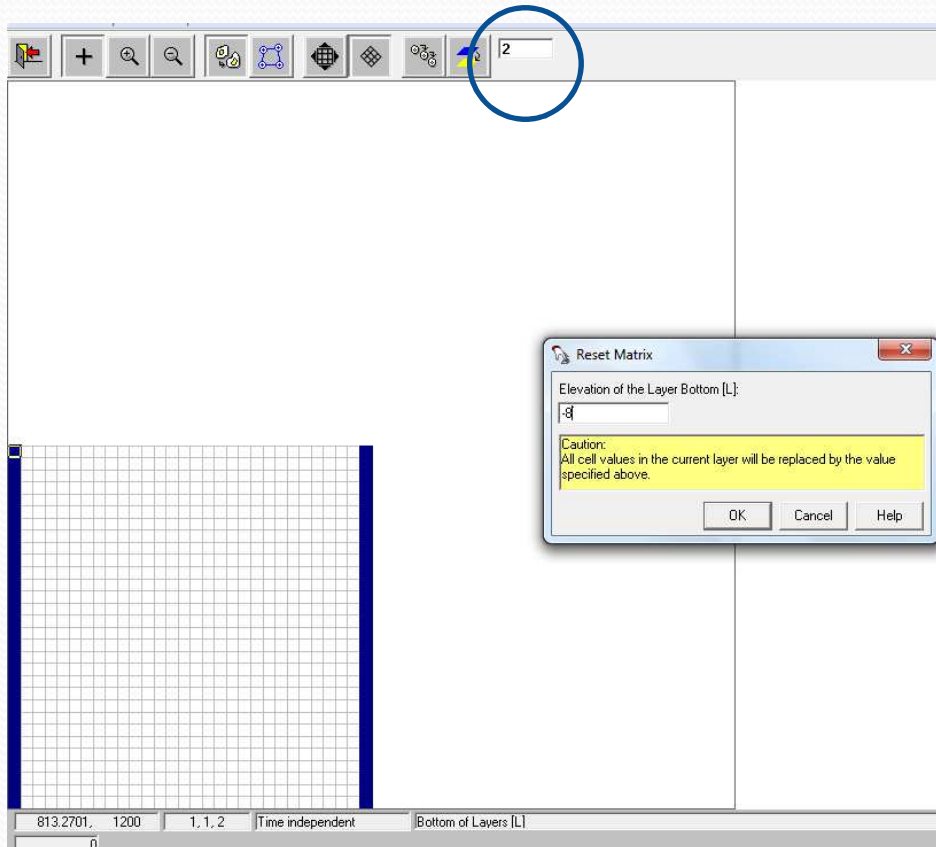 2
Reset Matrix
Elevation of the Layer Bottom [L]:
-8
Caution:
All cell values in the current layer will be replaced by the value
specified above.
OK Cancel Help
813.2701, 1200 1, 1, 2 Time independent Bottom of Layers [L]
0